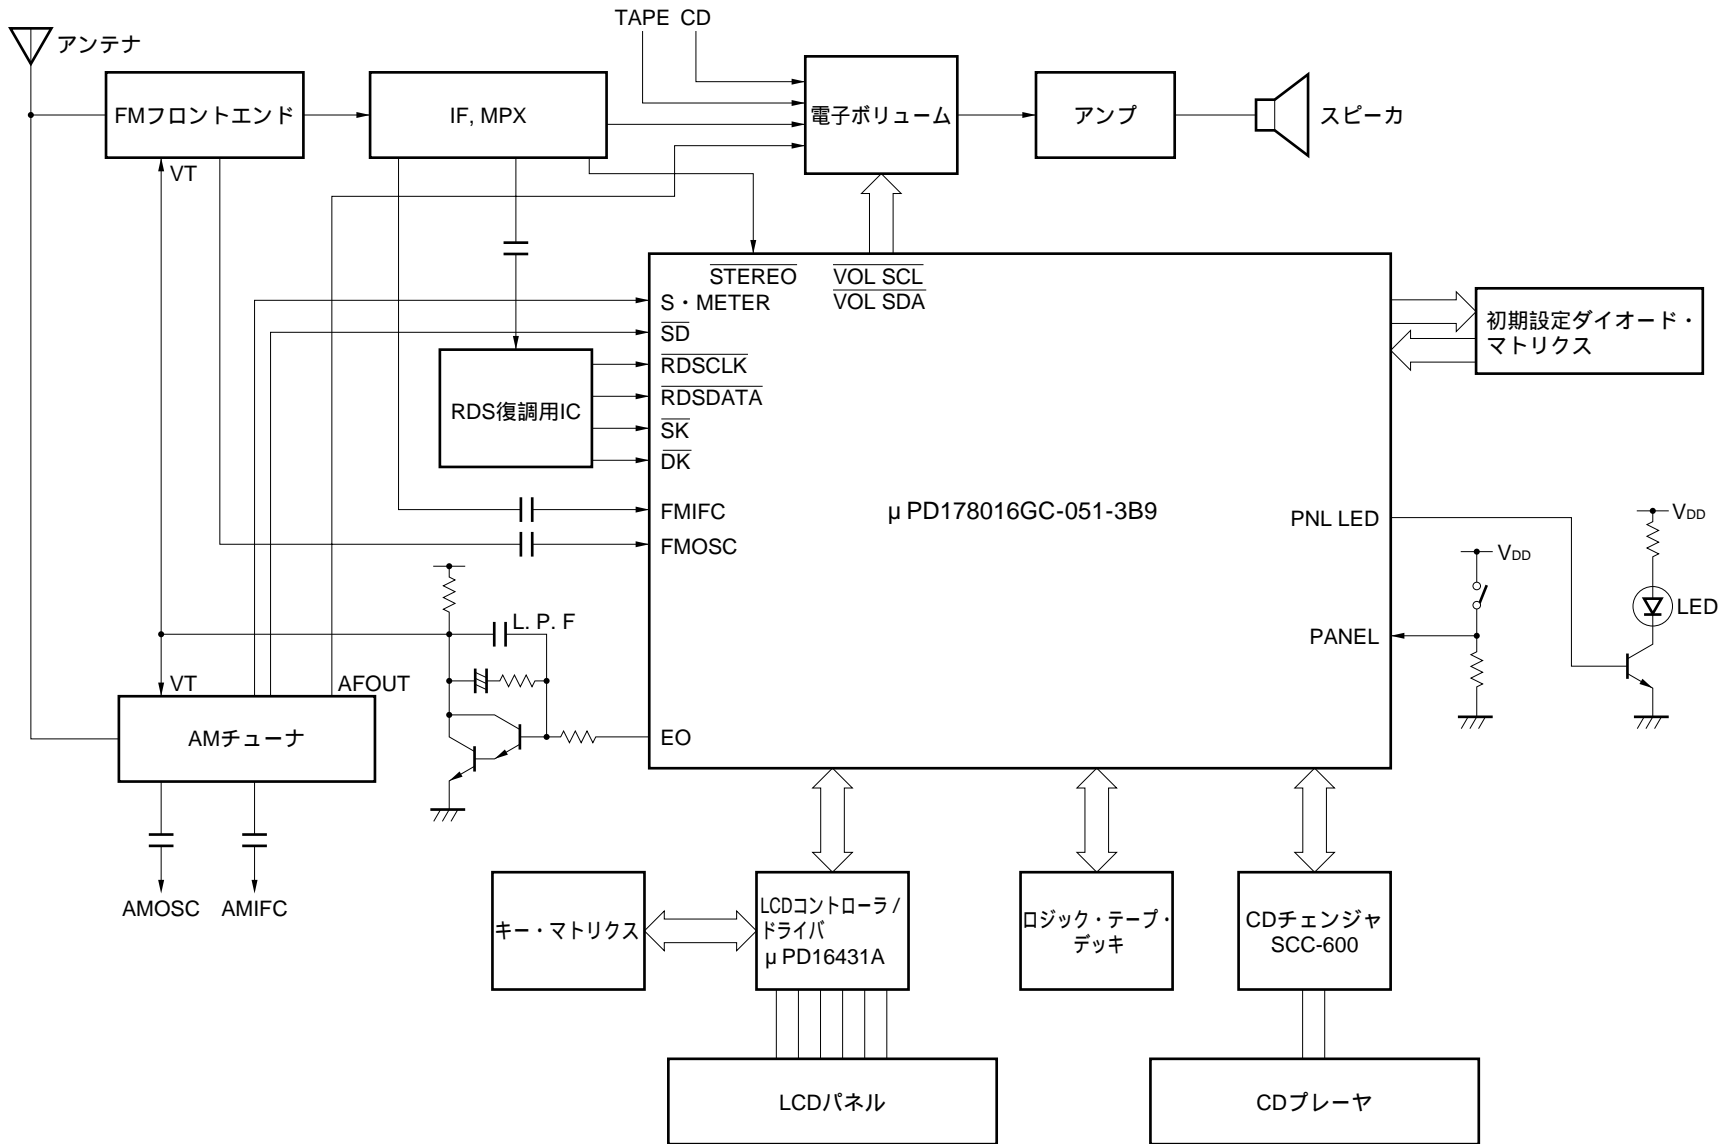 TAPE CD
アンテナ
FMフロントエンド
IF, MPX
電子ボリューム
アンプ
スピーカ
VT
STEREO
VOL SCL
VOL SDA
S・METER
SD
RDSCLK
RDSDATA
SK
DK
RDS復調用IC
初期設定ダイオード・
マトリクス
FMIFC
FMOSC
μPD178016GC-051-3B9
PNL LED
VDD
VDD
LED
L. P. F
PANEL
VT
AFOUT
AMチューナ
EO
AMOSC
AMIFC
キー・マトリクス
LCDコントローラ/
ドライバ
μPD16431A
ロジック・テープ・
デッキ
CDチェンジャ
SCC-600
LCDパネル
CDプレーヤ